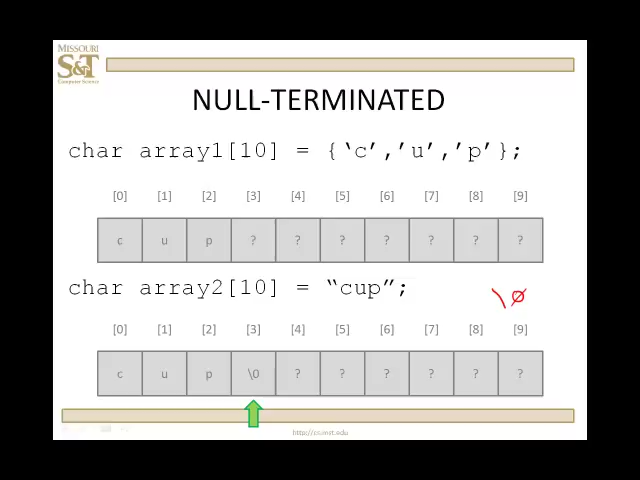 MISSOURI
S&T
Computer Science
NULL-TERMINATED
char array1[10] = {‘c’,’u’,’p’};
[0] [1] [2] [3] [4] [5] [6] [7] [8] [9]
c u p ? ? ? ? ? ? ?
char array2[10] = “cup”;
\0
[0] [1] [2] [3] [4] [5] [6] [7] [8] [9]
c u p \0 ? ? ? ? ? ?
http://cs.mst.edu